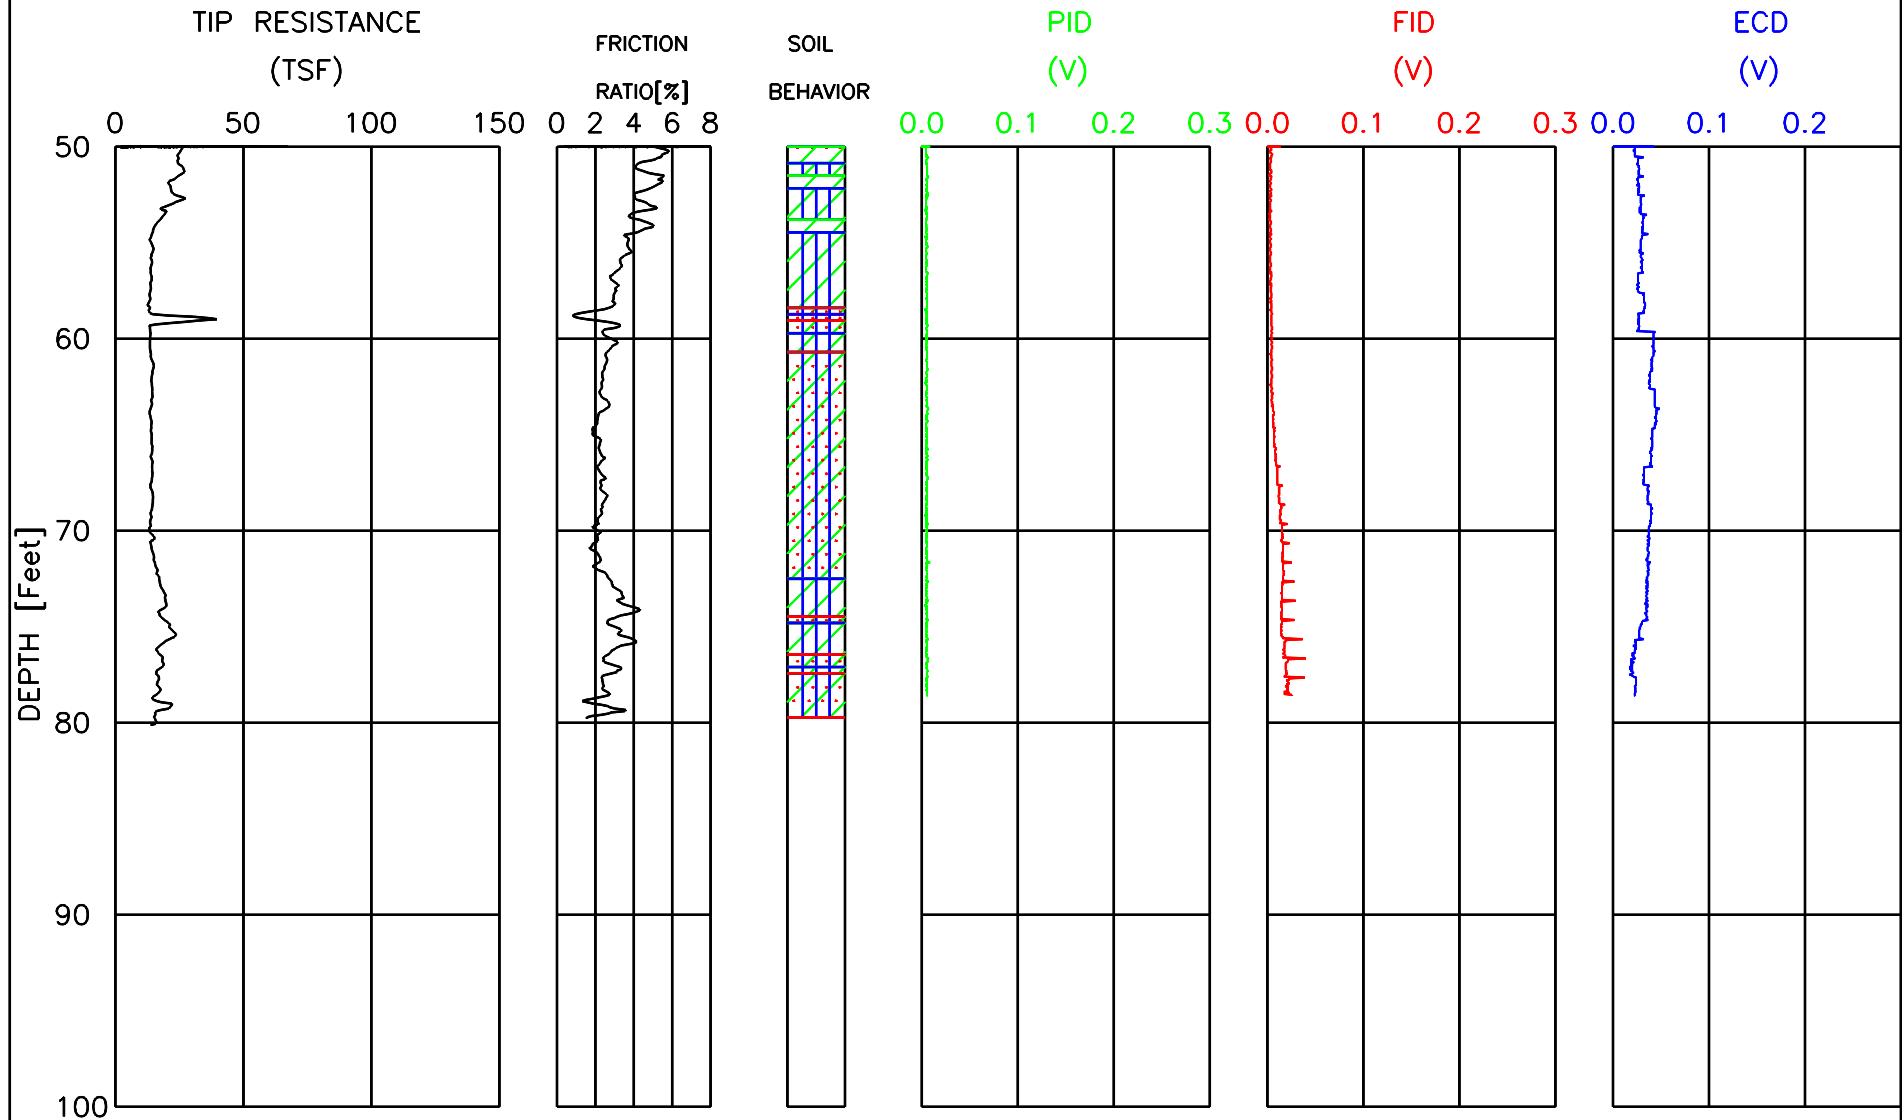 TIP RESISTANCE
(TSF)
0 50 100 150
FRICTION
RATIO[%]
0 2 4 6 8
SOIL
BEHAVIOR
PID
(V)
0.0 0.1 0.2 0.3
FID
(V)
0.0 0.1 0.2 0.3
ECD
(V)
0.0 0.1 0.2
DEPTH [Feet]
50
60
70
80
90
100